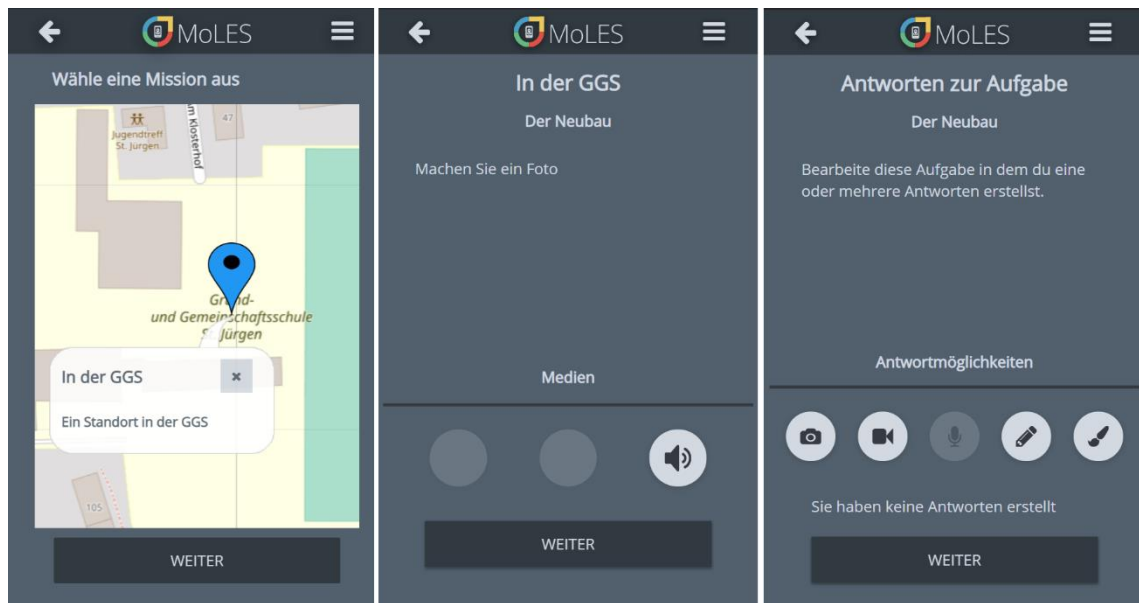 MoLES
Wähle eine Mission aus
Jugendtreff
St. Jürgen
Am Klosterhof
47
Grund-
und Gemeinschaftsschule
St. Jürgen
In der GGS
Ein Standort in der GGS
105
WEITER
MoLES
In der GGS
Der Neubau
Machen Sie ein Foto
Medien
WEITER
MoLES
Antworten zur Aufgabe
Der Neubau
Bearbeite diese Aufgabe in dem du eine
oder mehrere Antworten erstellst.
Antwortmöglichkeiten
Sie haben keine Antworten erstellt
WEITER